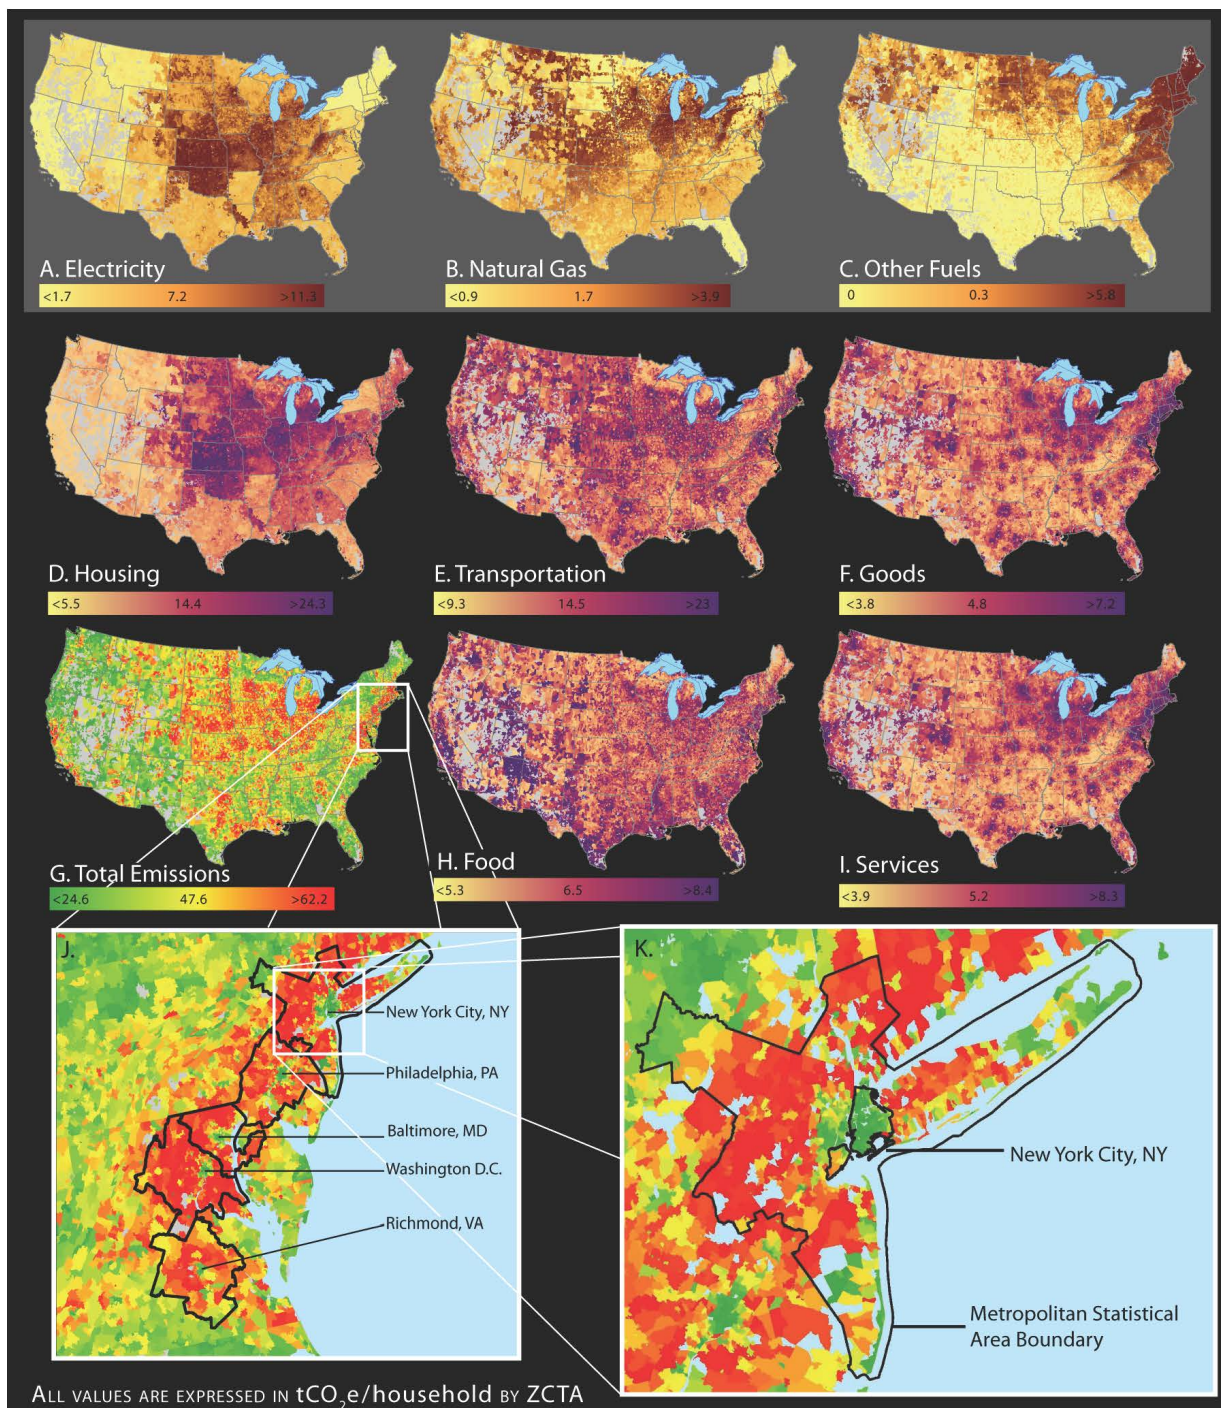 A. Electricity
<1.7 7.2 >11.3
B. Natural Gas
<0.9 1.7 >3.9
C. Other Fuels
0 0.3 >5.8
D. Housing
<5.5 14.4 >24.3
E. Transportation
<9.3 14.5 >23
F. Goods
<3.8 4.8 >7.2
G. Total Emissions
<24.6 47.6 >62.2
H. Food
<5.3 6.5 >8.4
I. Services
<3.9 5.2 >8.3
J.
New York City, NY
Philadelphia, PA
Baltimore, MD
Washington D.C.
Richmond, VA
K.
New York City, NY
Metropolitan Statistical
Area Boundary
ALL VALUES ARE EXPRESSED IN tCO₂e/household BY ZCTA